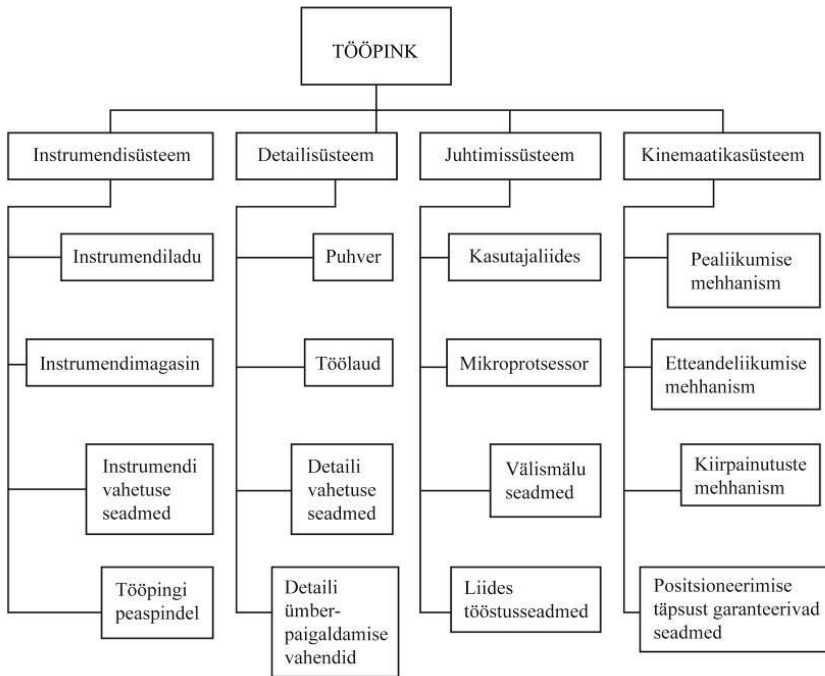 TÖÖPINK
Instrumendisüsteem
Detailisüsteem
Juhtimissüsteem
Kinemaatikasüsteem
Instrumendiladu
Instrumendimagasin
Instrumendi
vahetuse
seadmed
Tööpingi
peaspindel
Puhver
Töölaud
Detaili
vahetuse
seadmed
Detaili
ümber-
paigaldamise
vahendid
Kasutajaliides
Mikroprotsessor
Välismälu
seadmed
Liides
tööstusseadmed
Pealiikumise
mehhanism
Etteandeliikumise
mehhanism
Kiirpainutuste
mehhanism
Positsioneerimise
täpsust garanteerivad
seadmed